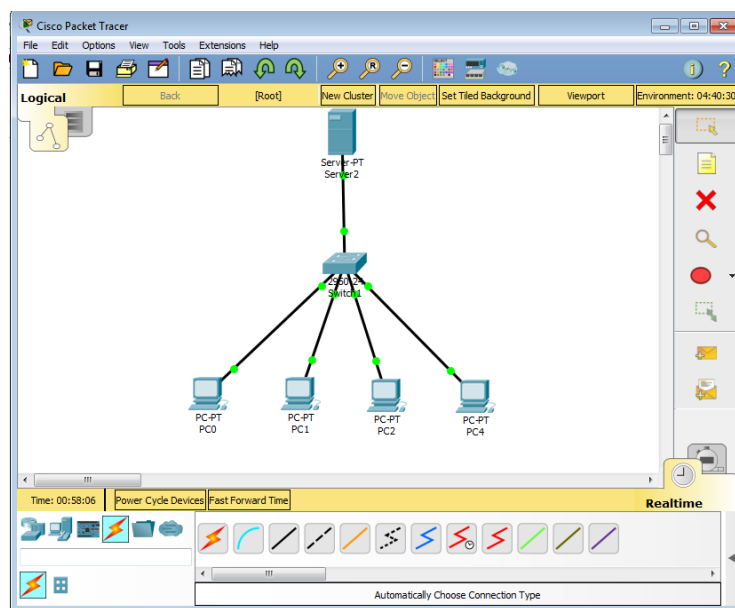 Cisco Packet Tracer
File Edit Options View Tools Extensions Help
Logical Back [Root] New Cluster Move Object Set Tiled Background Viewport Environment: 04:40:30
Server-PT
Server2
2950-24
Switch1
PC-PT PC-PT PC-PT PC-PT
PC0 PC1 PC2 PC4
Time: 00:58:06 Power Cycle Devices Fast Forward Time Realtime
Automatically Choose Connection Type